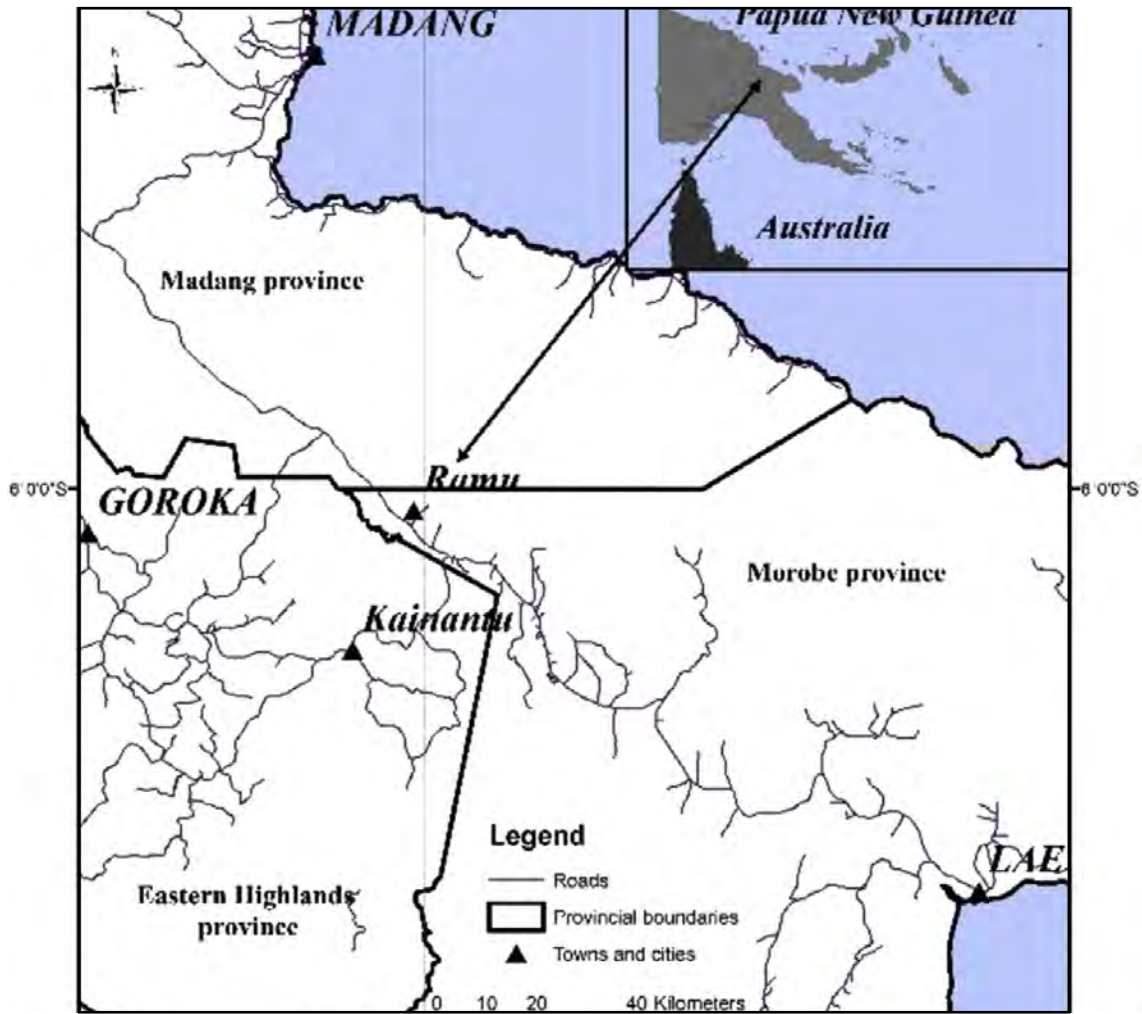 MADANG
Papua New Guinea
N
Australia
Madang province
Ramu
6°0'0"S
6°0'0"S
GOROKA
Morobe province
Kainantu
Legend
LAE
Roads
Eastern Highlands
province
Provincial boundaries
Towns and cities
0 10 20 40 Kilometers